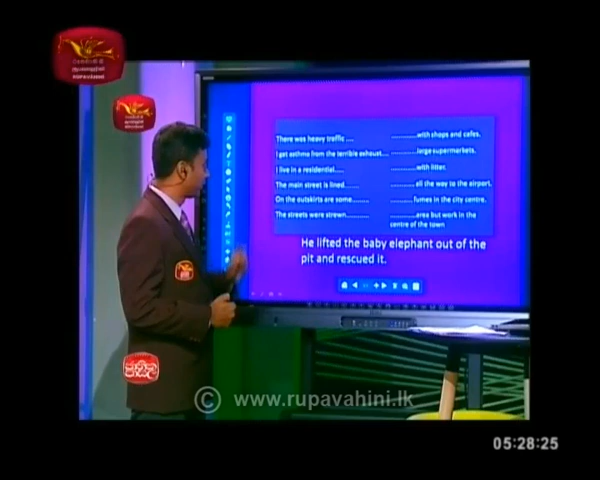 RUPAVAHINI
There was heavy traffic ....
I get asthma from the terrible exhaust....
I live in a residential.....
The main street is lined.......
On the outskirts are some.........
The streets were strewn..........
.............with shops and cafes.
.............large supermarkets.
.............with litter.
.............all the way to the airport.
............fumes in the city centre.
............area but work in the
centre of the town
He lifted the baby elephant out of the
pit and rescued it.
© www.rupavahini.lk
05:28:25